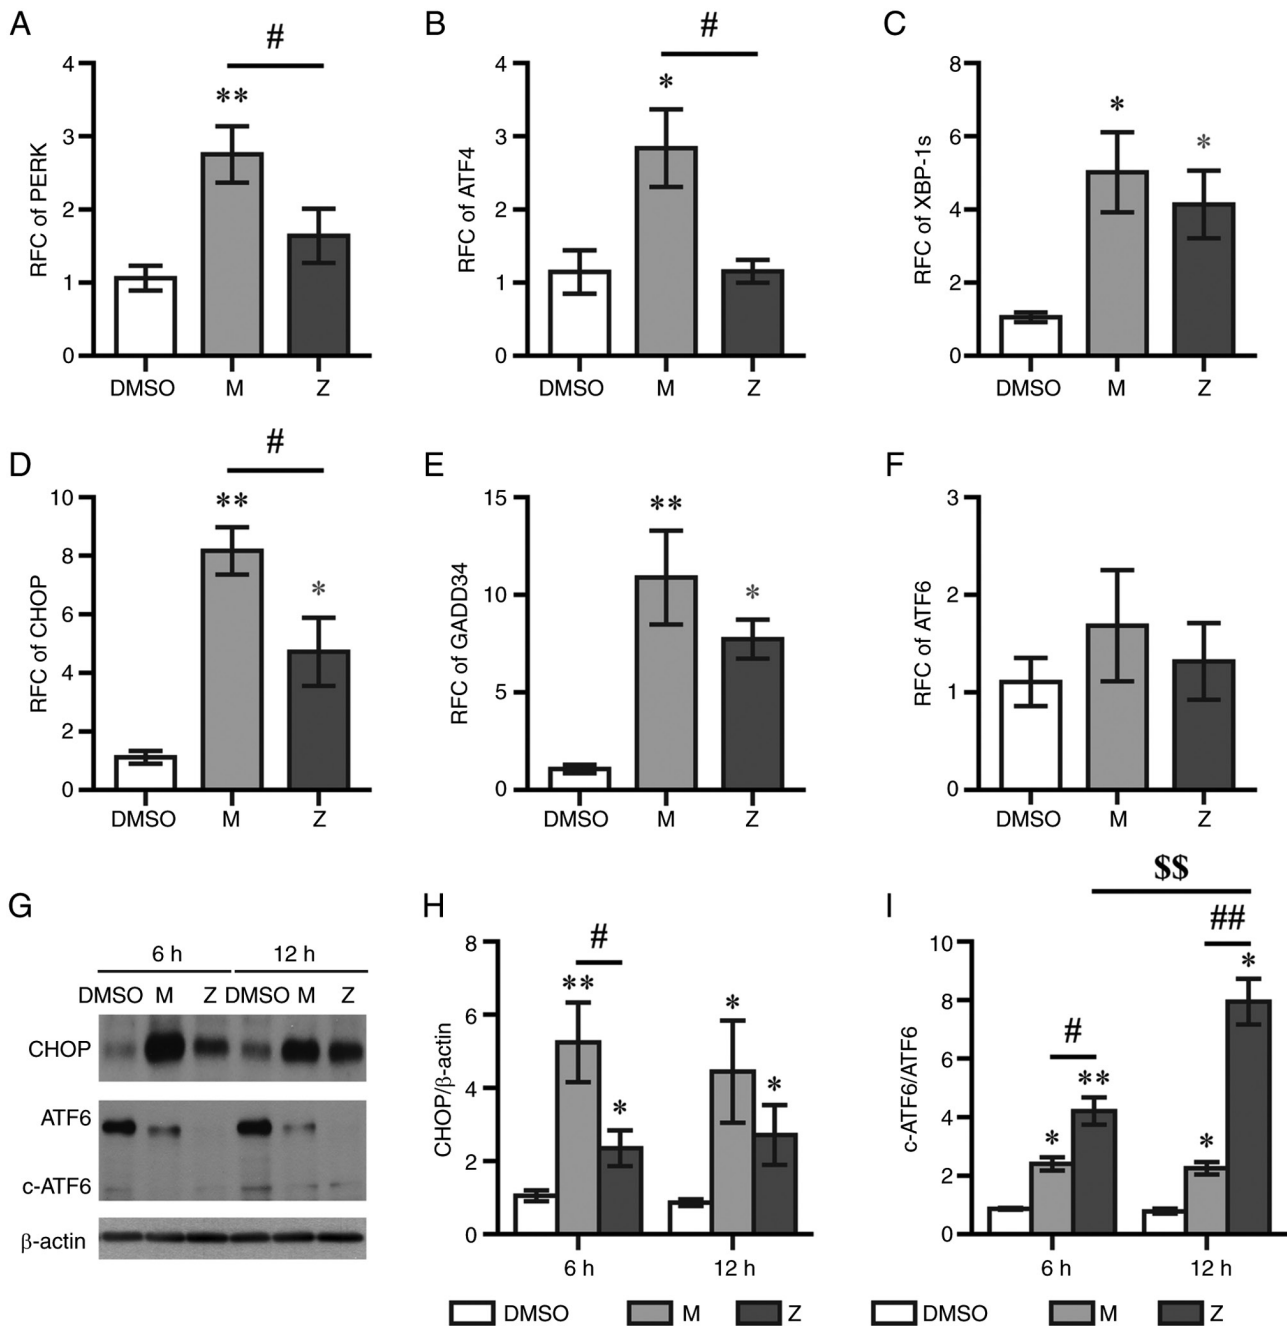 A
#
**
RFC of PERK
4
3
2
1
0
DMSO M Z
B
#
*
RFC of ATF4
4
3
2
1
0
DMSO M Z
C
*
*
RFC of XBP-1s
8
6
4
2
0
DMSO M Z
D
#
**
*
RFC of CHOP
10
8
6
4
2
0
DMSO M Z
E
**
*
RFC of GADD34
15
10
5
0
DMSO M Z
F
RFC of ATF6
3
2
1
0
DMSO M Z
G
6 h 12 h
DMSO M Z DMSO M Z
CHOP
ATF6
c-ATF6
β-actin
H
#
**
*
*
*
CHOP/β-actin
8
6
4
2
0
6 h 12 h
DMSO M Z
I
$$
##
*
#
**
*
*
c-ATF6/ATF6
10
8
6
4
2
0
6 h 12 h
DMSO M Z